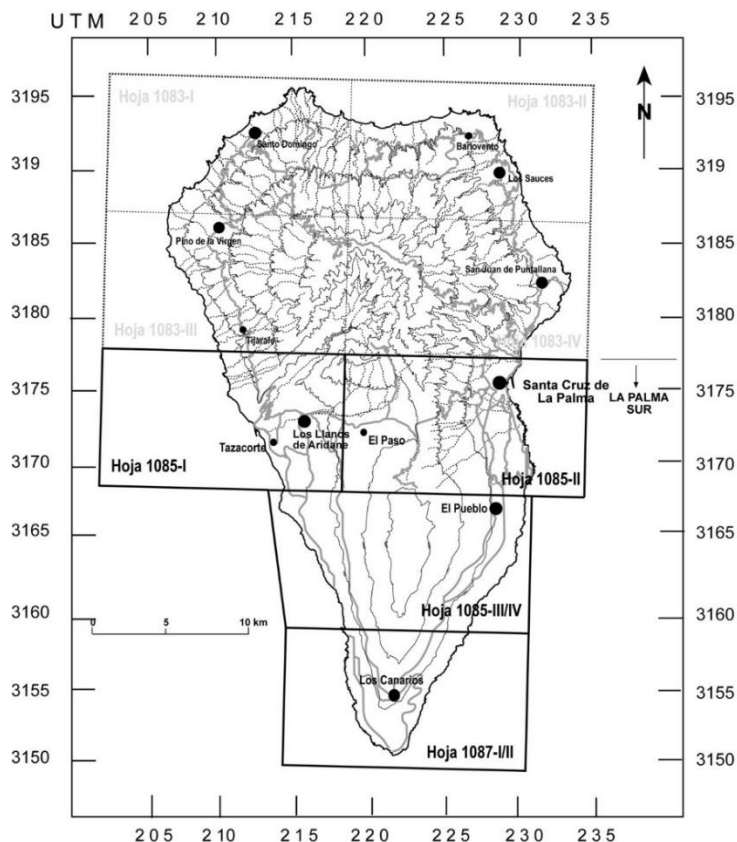 UTM 205 210 215 220 225 230 235
3195 3195
Hoja 1083-I Hoja 1083-II
N
Santo Domingo
Barlovento
319 319
Los Sauces
3185 3185
Pino de la Virgen
San Juan de Puntallana
3180 3180
Hoja 1083-III Hoja 1083-IV
Tijarafe
3175 3175
Santa Cruz de
La Palma
LA PALMA
SUR
Los Llanos
de Aridane
Tazacorte
El Paso
3170 3170
Hoja 1085-I Hoja 1085-II
El Pueblo
3165 3165
Hoja 1085-III/IV
3160 3160
0 5 10 km
Los Canarios
3155 3155
Hoja 1087-I/II
3150 3150
205 210 215 220 225 230 235